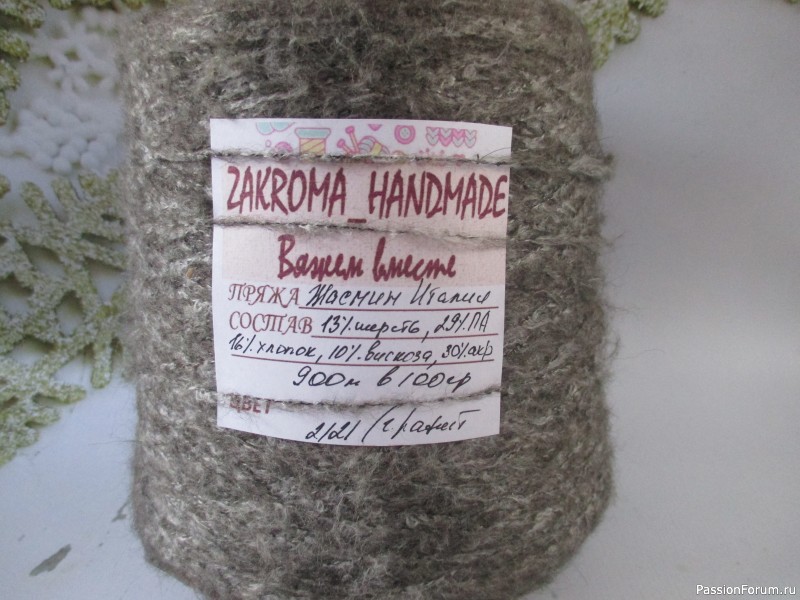 ZAKROMA_HANDMADE
Вяжем вместе
ПРЯЖА Жасмин Италия
СОСТАВ 13% шерсть, 29% ПА
16% хлопок, 10% вискоза, 30% акр
900м в 100гр
ЦВЕТ
2/21 / гранит
PassionForum.ru